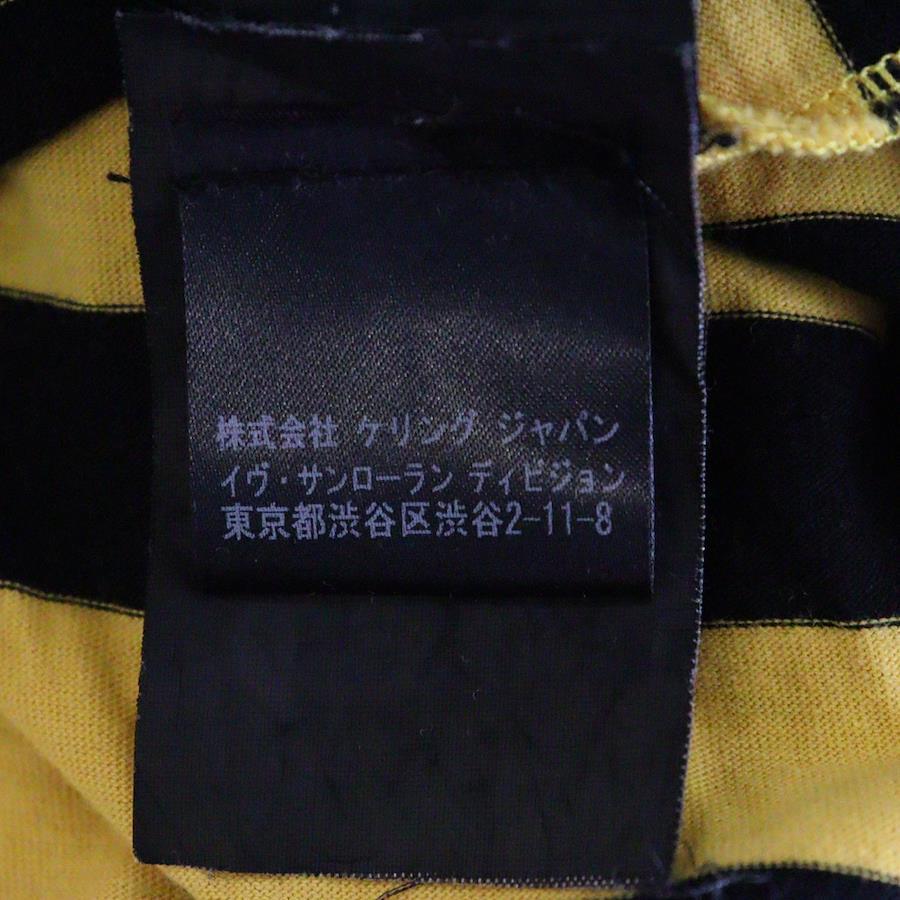 株式会社 ケリング ジャパン
イヴ・サンローラン ディビジョン
東京都渋谷区渋谷2-11-8